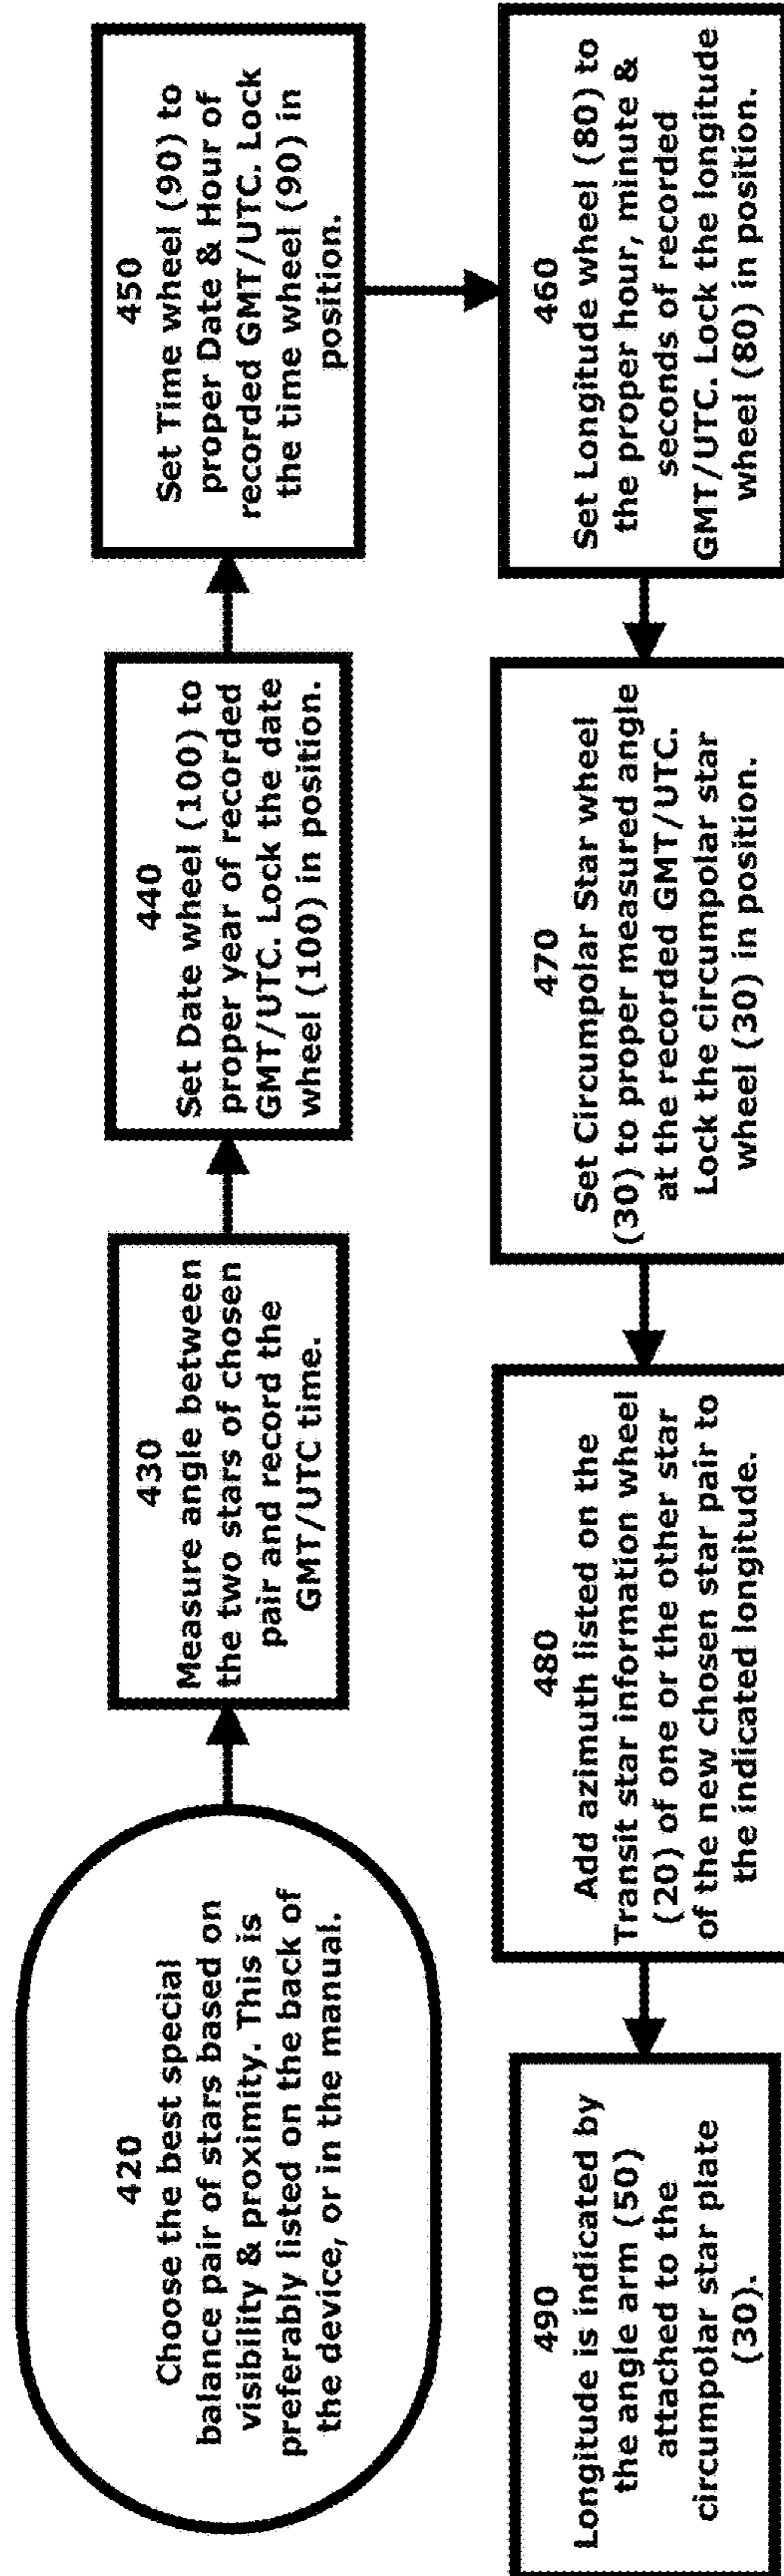 420
Choose the best special
balance pair of stars based on
visibility & proximity. This is
preferably listed on the back of
the device, or in the manual.
430
Measure angle between
the two stars of chosen
pair and record the
GMT/UTC time.
440
Set Date wheel (100) to
proper year of recorded
GMT/UTC. Lock the date
wheel (100) in position.
450
Set Time wheel (90) to
proper Date & Hour of
recorded GMT/UTC. Lock
the time wheel (90) in
position.
460
Set Longitude wheel (80) to
the proper hour, minute &
seconds of recorded
GMT/UTC. Lock the longitude
wheel (80) in position.
470
Set Circumpolar Star wheel
(30) to proper measured angle
at the recorded GMT/UTC.
Lock the circumpolar star
wheel (30) in position.
480
Add azimuth listed on the
Transit star information wheel
(20) of one or the other star
of the new chosen star pair to
the indicated longitude.
490
Longitude is indicated by
the angle arm (50)
attached to the
circumpolar star plate
(30).